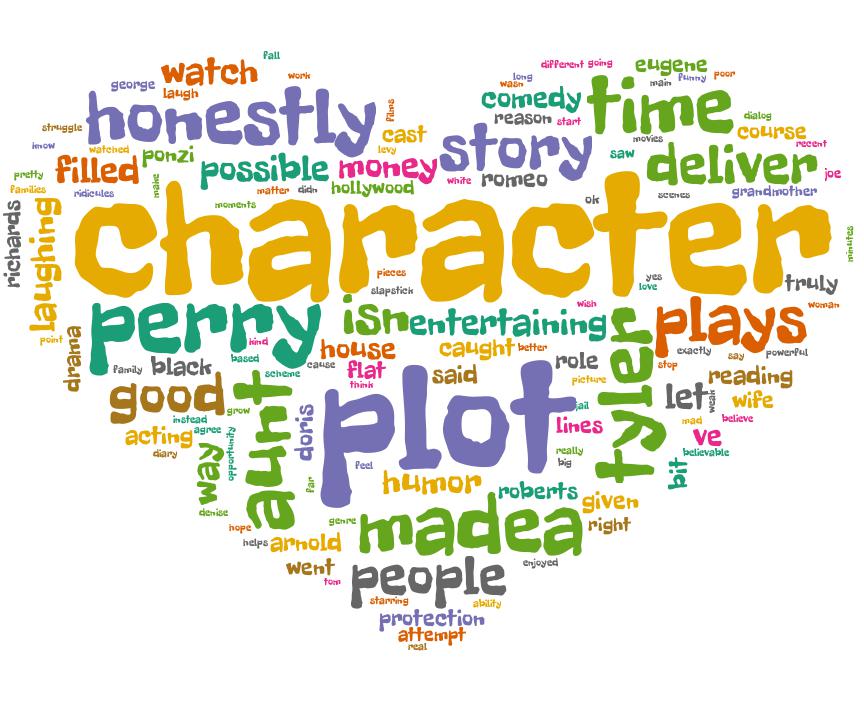 fall
watch
work
george
laugh
honestly
films
cast
levy
struggle
know
watched
filled
ponzi
possible
money
story
comedy
reason
start
different
going
long
wasn
eugene
main
funny
poor
time
dialog
course
recent
movies
saw
deliver
joe
pretty
families
ridicules
make
matter
didn
hollywood
white
romeo
ok
scenes
grandmother
richards
laughing
moments
character
minutes
pieces
slapstick
yes
love
truly
woman
perry
isn
entertaining
wish
plays
point
drama
kind
house
caught
better
exactly
say
powerful
stop
family
black
based
scheme
cause
flat
think
said
role
picture
tyler
reading
good
grow
aunt
doris
plot
jail
let
weak
wife
instead
agree
acting
diary
way
opportunity
lines
mad
believe
ve
believable
really
big
bit
feel
far
humor
roberts
given
right
denise
hope
helps
arnold
genre
madea
went
tom
people
enjoyed
starring
ability
protection
attempt
real